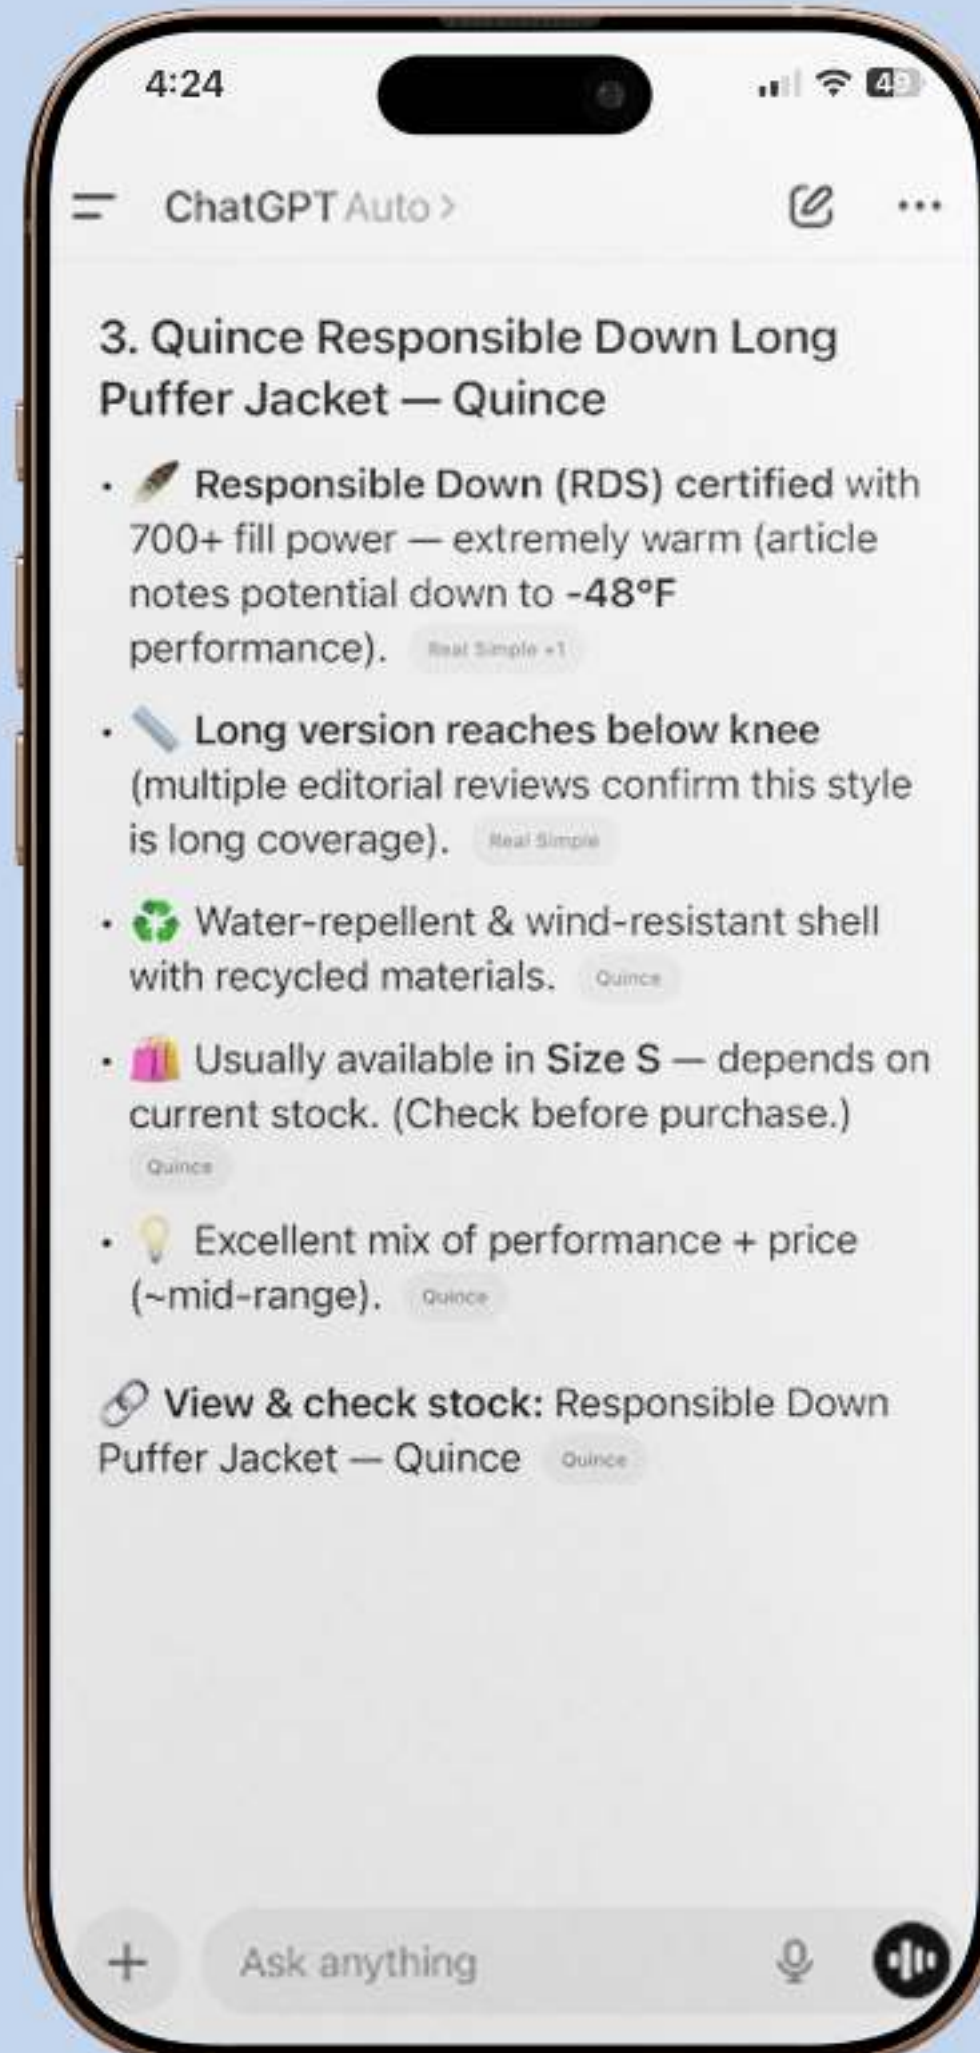 4:24
49
ChatGPT Auto >
3. Quince Responsible Down Long
Puffer Jacket — Quince
• Responsible Down (RDS) certified with
700+ fill power — extremely warm (article
notes potential down to -48°F
performance). Real Simple +1
• Long version reaches below knee
(multiple editorial reviews confirm this style
is long coverage). Real Simple
• Water-repellent & wind-resistant shell
with recycled materials. Quince
• Usually available in Size S — depends on
current stock. (Check before purchase.)
Quince
• Excellent mix of performance + price
(~mid-range). Quince
View & check stock: Responsible Down
Puffer Jacket — Quince Quince
Ask anything